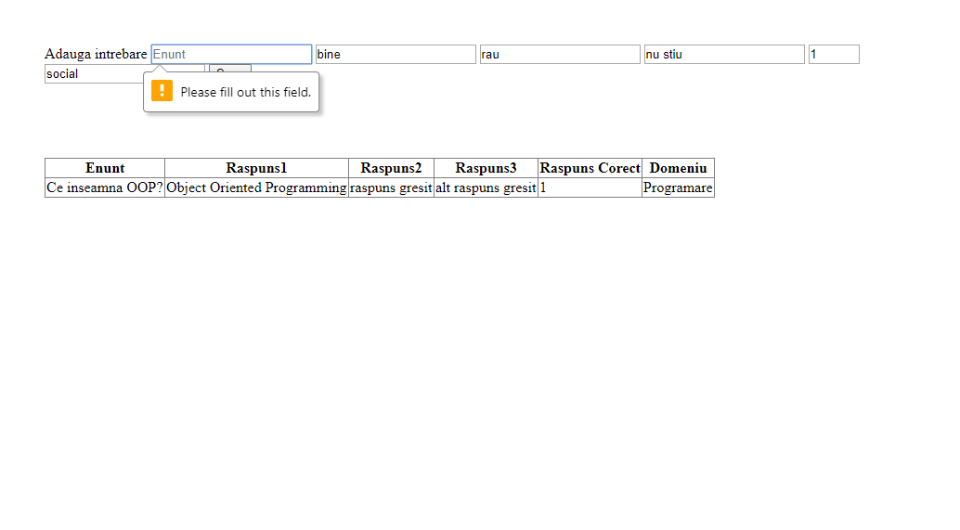 Adauga intrebare Enunt bine rau nu stiu 1
social
Please fill out this field.
Enunt Raspuns1 Raspuns2 Raspuns3 Raspuns Corect Domeniu
Ce inseamna OOP? Object Oriented Programming raspuns gresit alt raspuns gresit 1 Programare